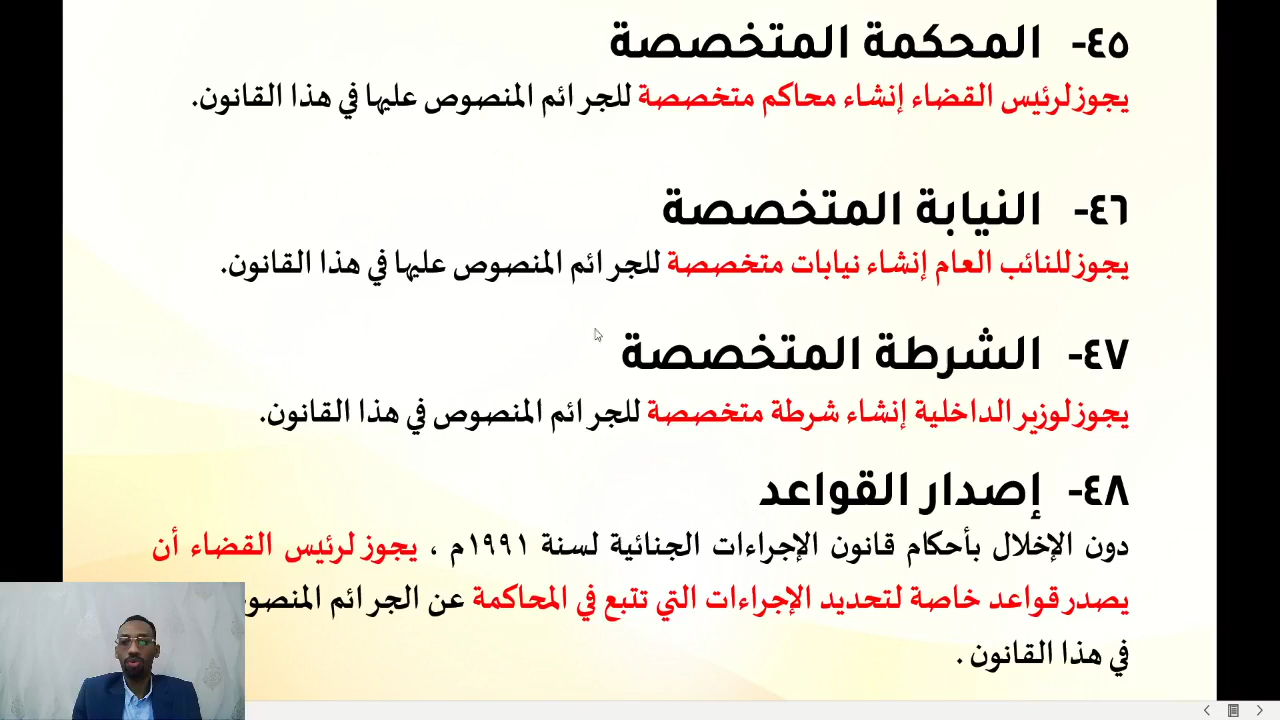 ٤٥- المحكمة المتخصصة
يجوز لرئيس القضاء إنشاء محاكم متخصصة للجرائم المنصوص عليها في هذا القانون.
٤٦- النيابة المتخصصة
يجوز للنائب العام إنشاء نيابات متخصصة للجرائم المنصوص عليها في هذا القانون.
٤٧- الشرطة المتخصصة
يجوز لوزير الداخلية إنشاء شرطة متخصصة للجرائم المنصوص في هذا القانون.
٤٨- إصدار القواعد
دون الإخلال بأحكام قانون الإجراءات الجنائية لسنة ١٩٩١م ، يجوز لرئيس القضاء أن
يصدر قواعد خاصة لتحديد الإجراءات التي تتبع في المحاكمة عن الجرائم
في هذا القانون .